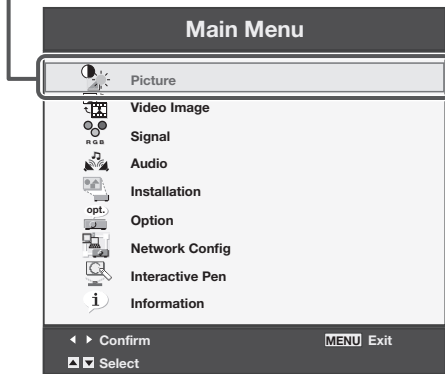 Main Menu
Picture
Video Image
RGB
Signal
Audio
Installation
opt.
Option
Network Config
Interactive Pen
i
Information
◀ ▶ Confirm
MENU Exit
▲ ▼ Select